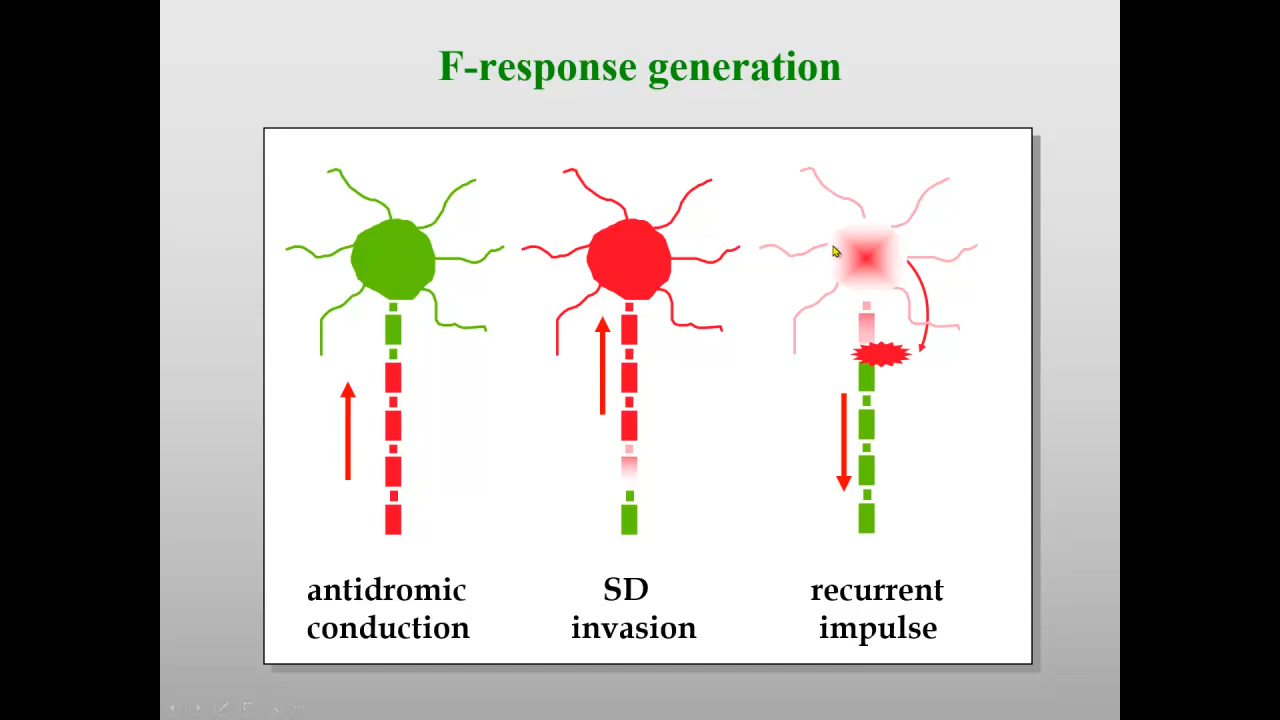 F-response generation
antidromic
conduction
SD
invasion
recurrent
impulse